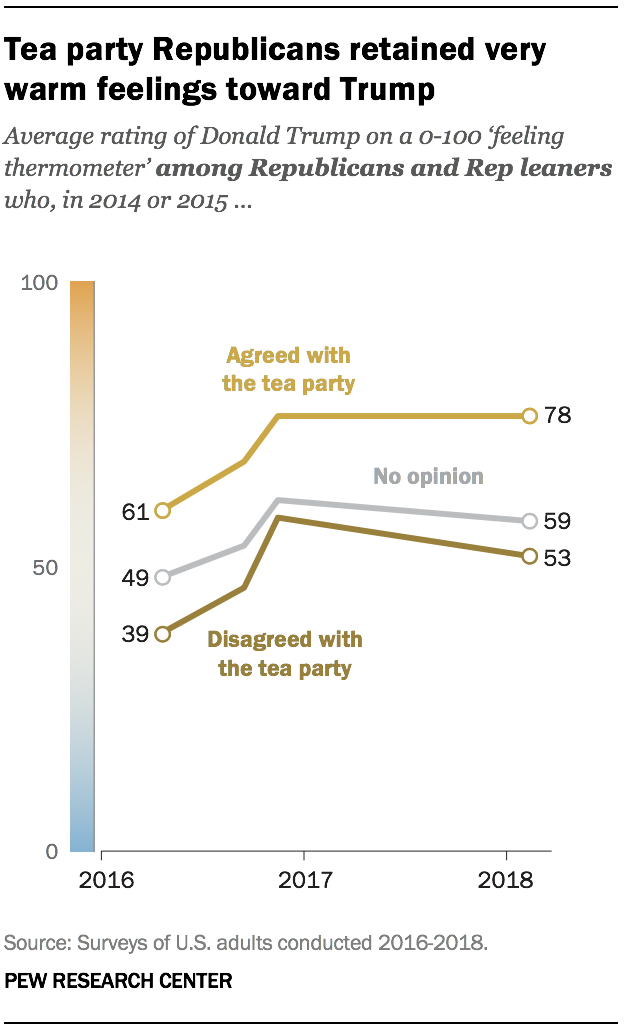 Tea party Republicans retained very
warm feelings toward Trump
Average rating of Donald Trump on a 0-100 ‘feeling
thermometer’ among Republicans and Rep leaners
who, in 2014 or 2015 ...
100
Agreed with
the tea party
78
No opinion
61
59
50
49
53
39
Disagreed with
the tea party
0
2016
2017
2018
Source: Surveys of U.S. adults conducted 2016-2018.
PEW RESEARCH CENTER